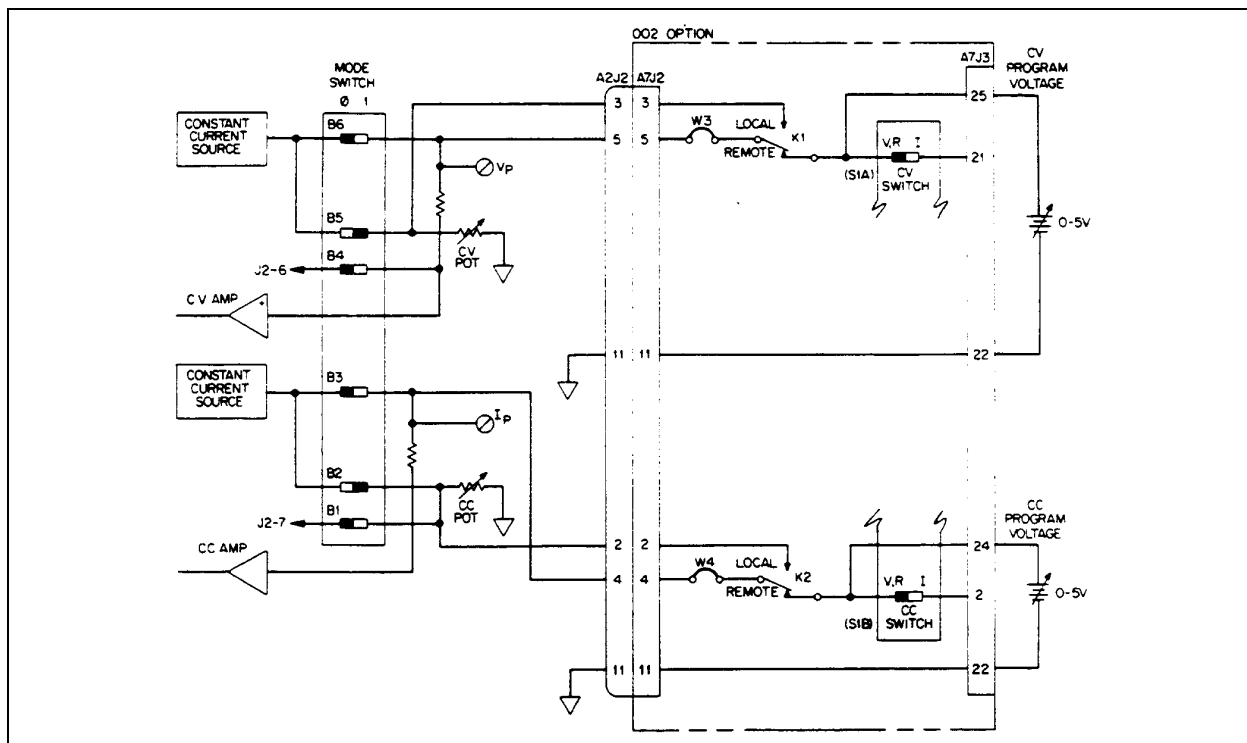 002 OPTION
MODE
SWITCH
Ø 1
A2J2 A7J2
A7J3
CV
PROGRAM
VOLTAGE
CONSTANT
CURRENT
SOURCE
B6
3 3
25
5 5
W3
LOCAL
REMOTE
K1
V,R I
21
(S1A)
CV
SWITCH
VP
B5
CV
POT
0-5V
J2-6
B4
CV AMP
+
11 11
22
CONSTANT
CURRENT
SOURCE
B3
IP
B2
CC
POT
J2-7
B1
CC
PROGRAM
VOLTAGE
CC AMP
2 2
24
4 4
W4
LOCAL
REMOTE
K2
V,R I
2
(S1B)
CC
SWITCH
0-5V
11 11
22